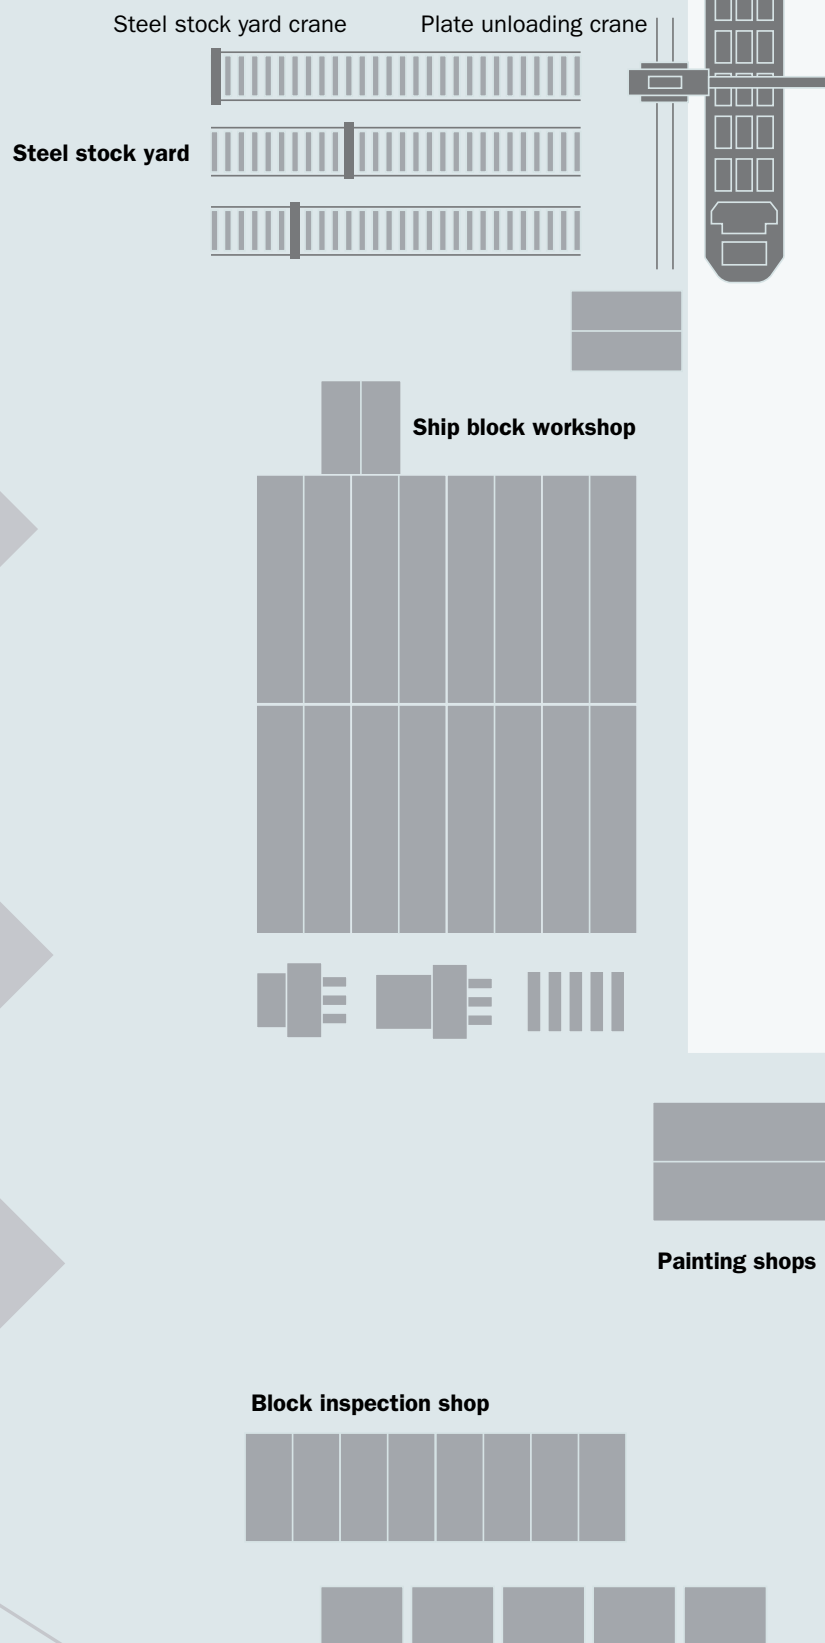 Steel stock yard crane
Plate unloading crane
Steel stock yard
Ship block workshop
Painting shops
Block inspection shop